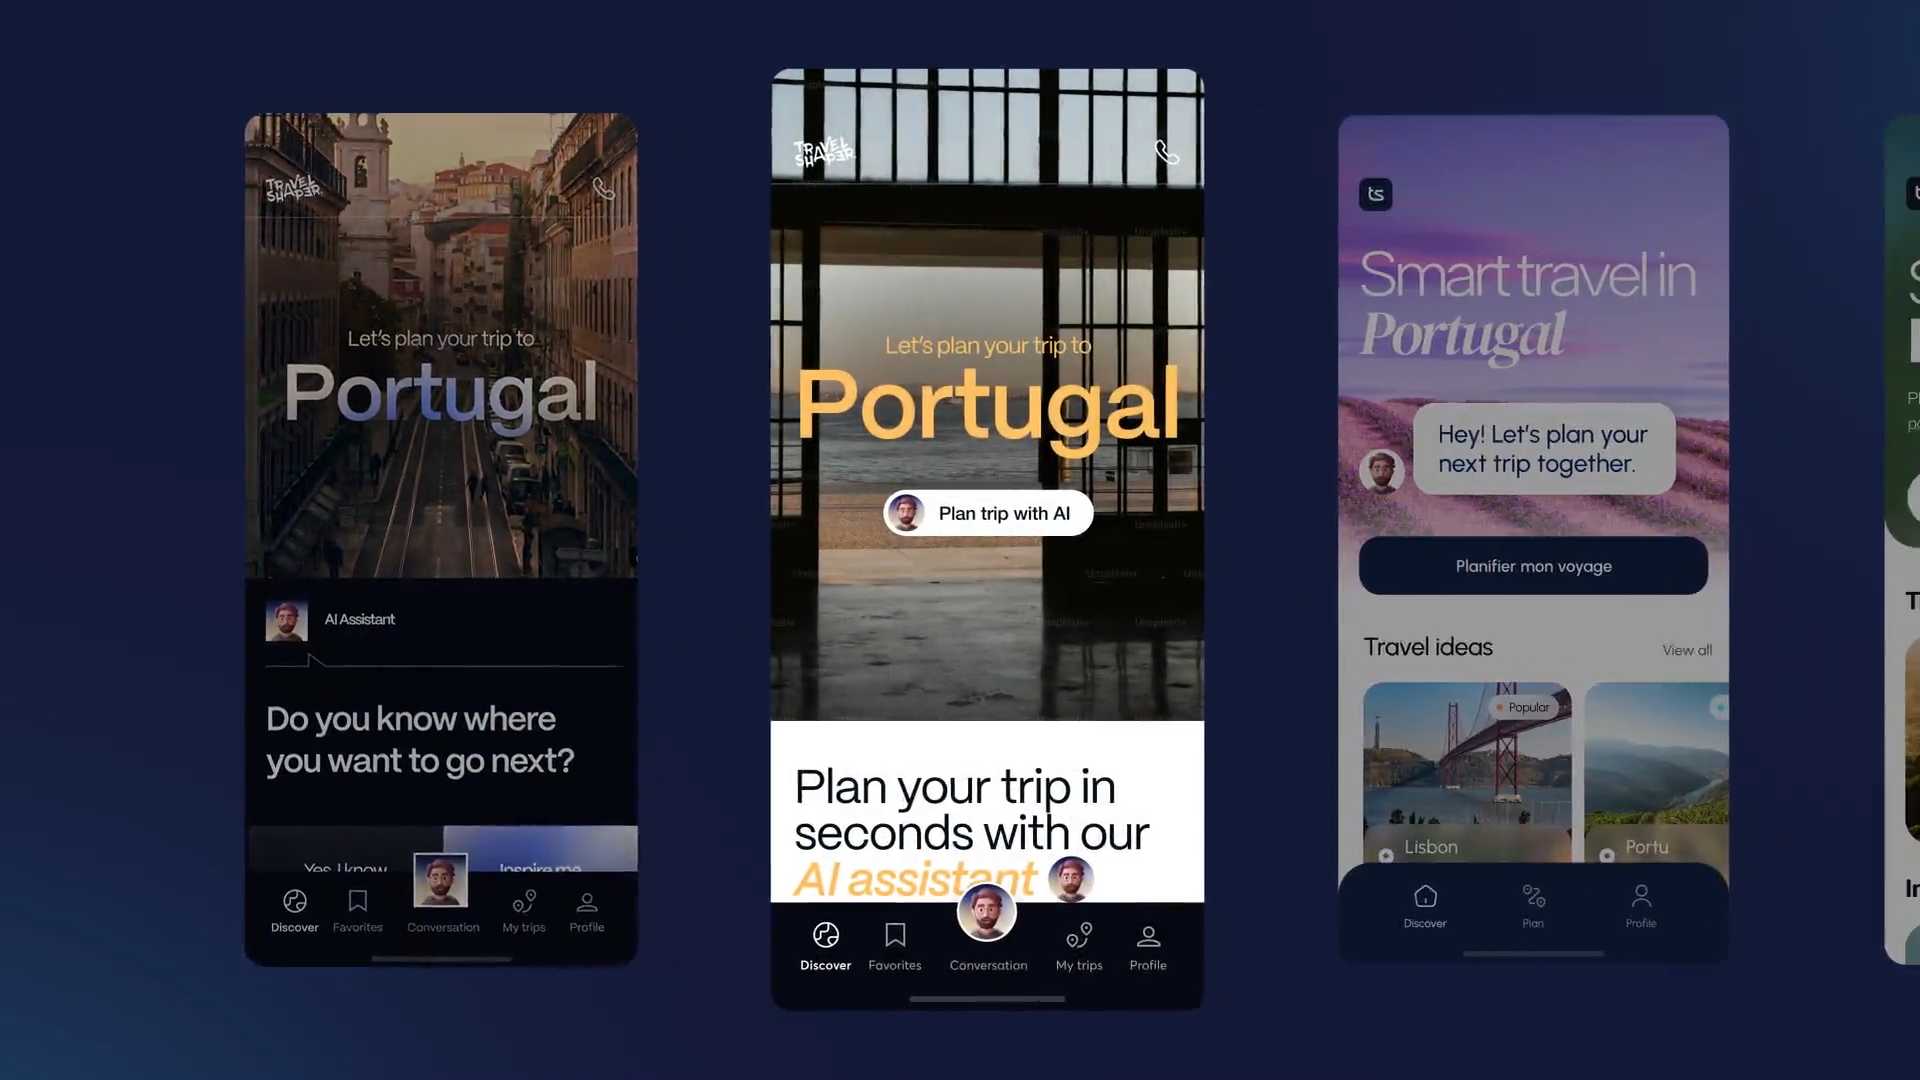 TRAVEL
SHAPER
Let's plan your trip to
Portugal
AI Assistant
Do you know where
you want to go next?
Yes, I know
Inspire me
Discover
Favorites
Conversation
My trips
Profile
TRAVEL
SHAPER
Let's plan your trip to
Portugal
Plan trip with AI
Plan your trip in
seconds with our
AI assistant
Discover
Favorites
Conversation
My trips
Profile
ts
Smart travel in
Portugal
Hey! Let's plan your
next trip together.
Planifier mon voyage
Travel ideas
View all
Popular
Lisbon
Portu
Discover
Plan
Profile